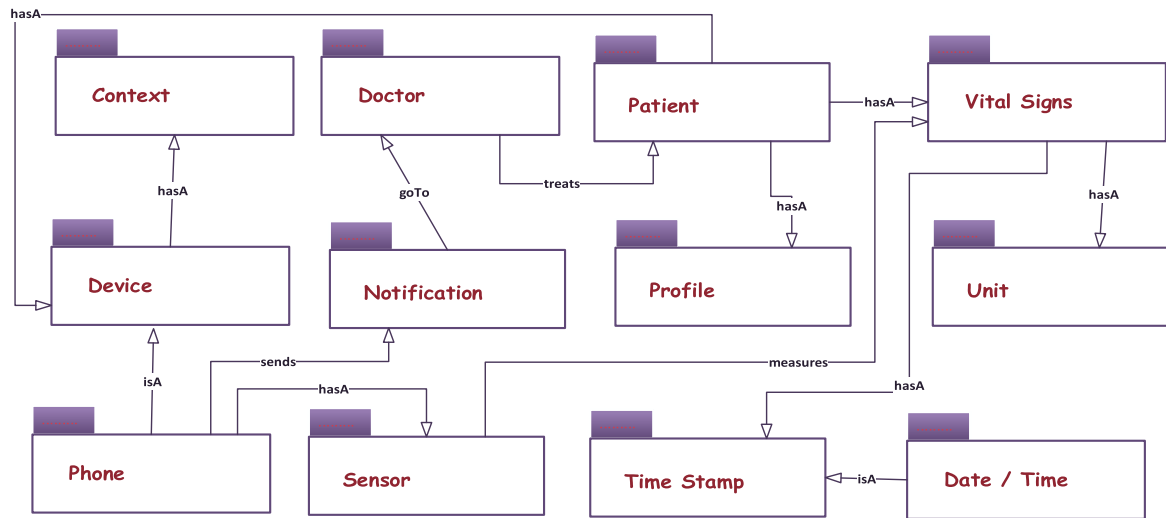 hasA
Context
Doctor
Patient
hasA
Vital Signs
hasA
goTo
treats
hasA
hasA
Device
Notification
Profile
Unit
isA
sends
hasA
measures
hasA
Phone
Sensor
Time Stamp
isA
Date / Time